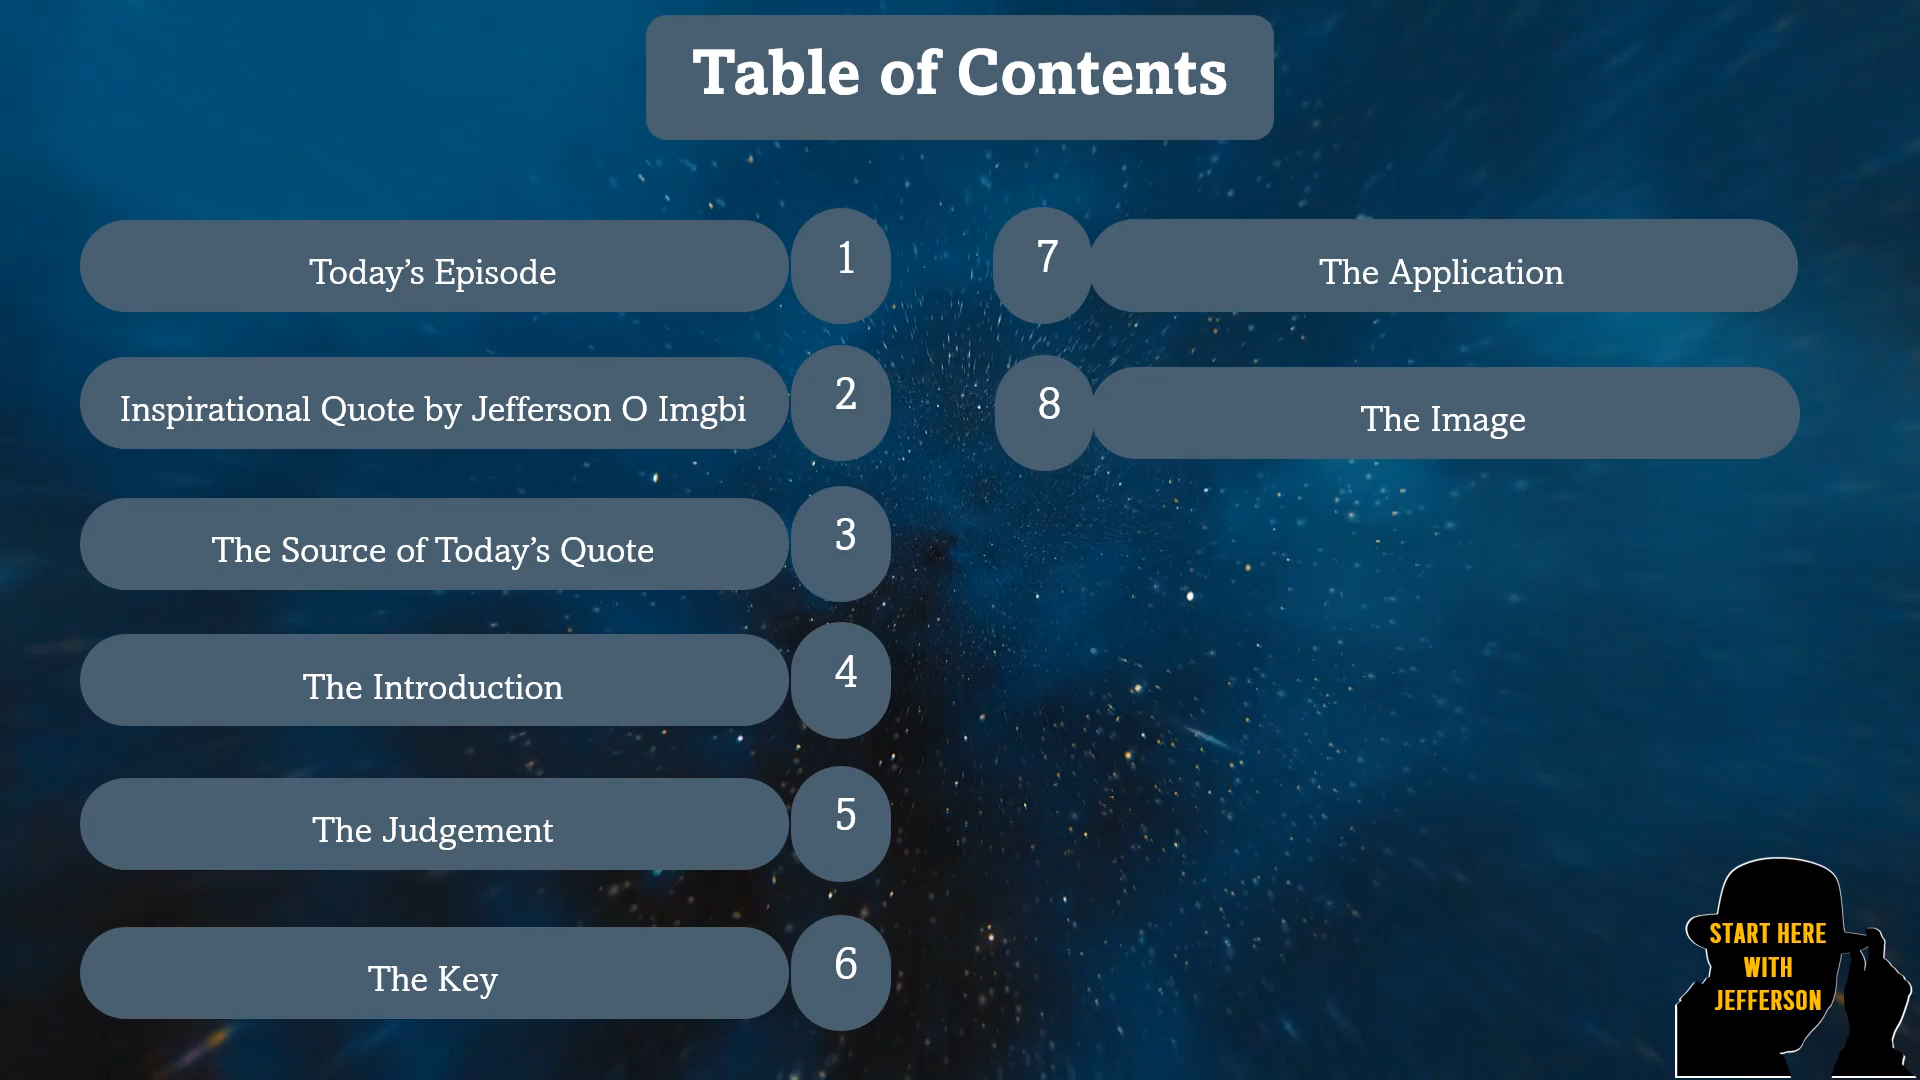 Table of Contents
Today’s Episode
1
Inspirational Quote by Jefferson O Imgbi
2
The Source of Today’s Quote
3
The Introduction
4
The Judgement
5
The Key
6
7
The Application
8
The Image
START HERE
WITH
JEFFERSON